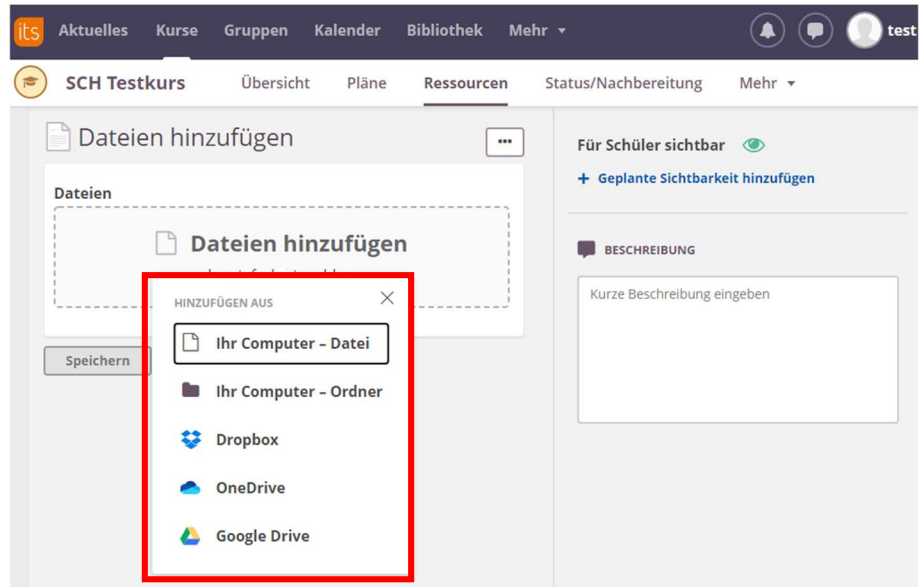 its Aktuelles Kurse Gruppen Kalender Bibliothek Mehr test
SCH Testkurs Übersicht Pläne Ressourcen Status/Nachbereitung Mehr
Dateien hinzufügen
Für Schüler sichtbar
+ Geplante Sichtbarkeit hinzufügen
Dateien
Dateien hinzufügen
BESCHREIBUNG
Kurze Beschreibung eingeben
HINZUFÜGEN AUS
Ihr Computer – Datei
Speichern
Ihr Computer – Ordner
Dropbox
OneDrive
Google Drive